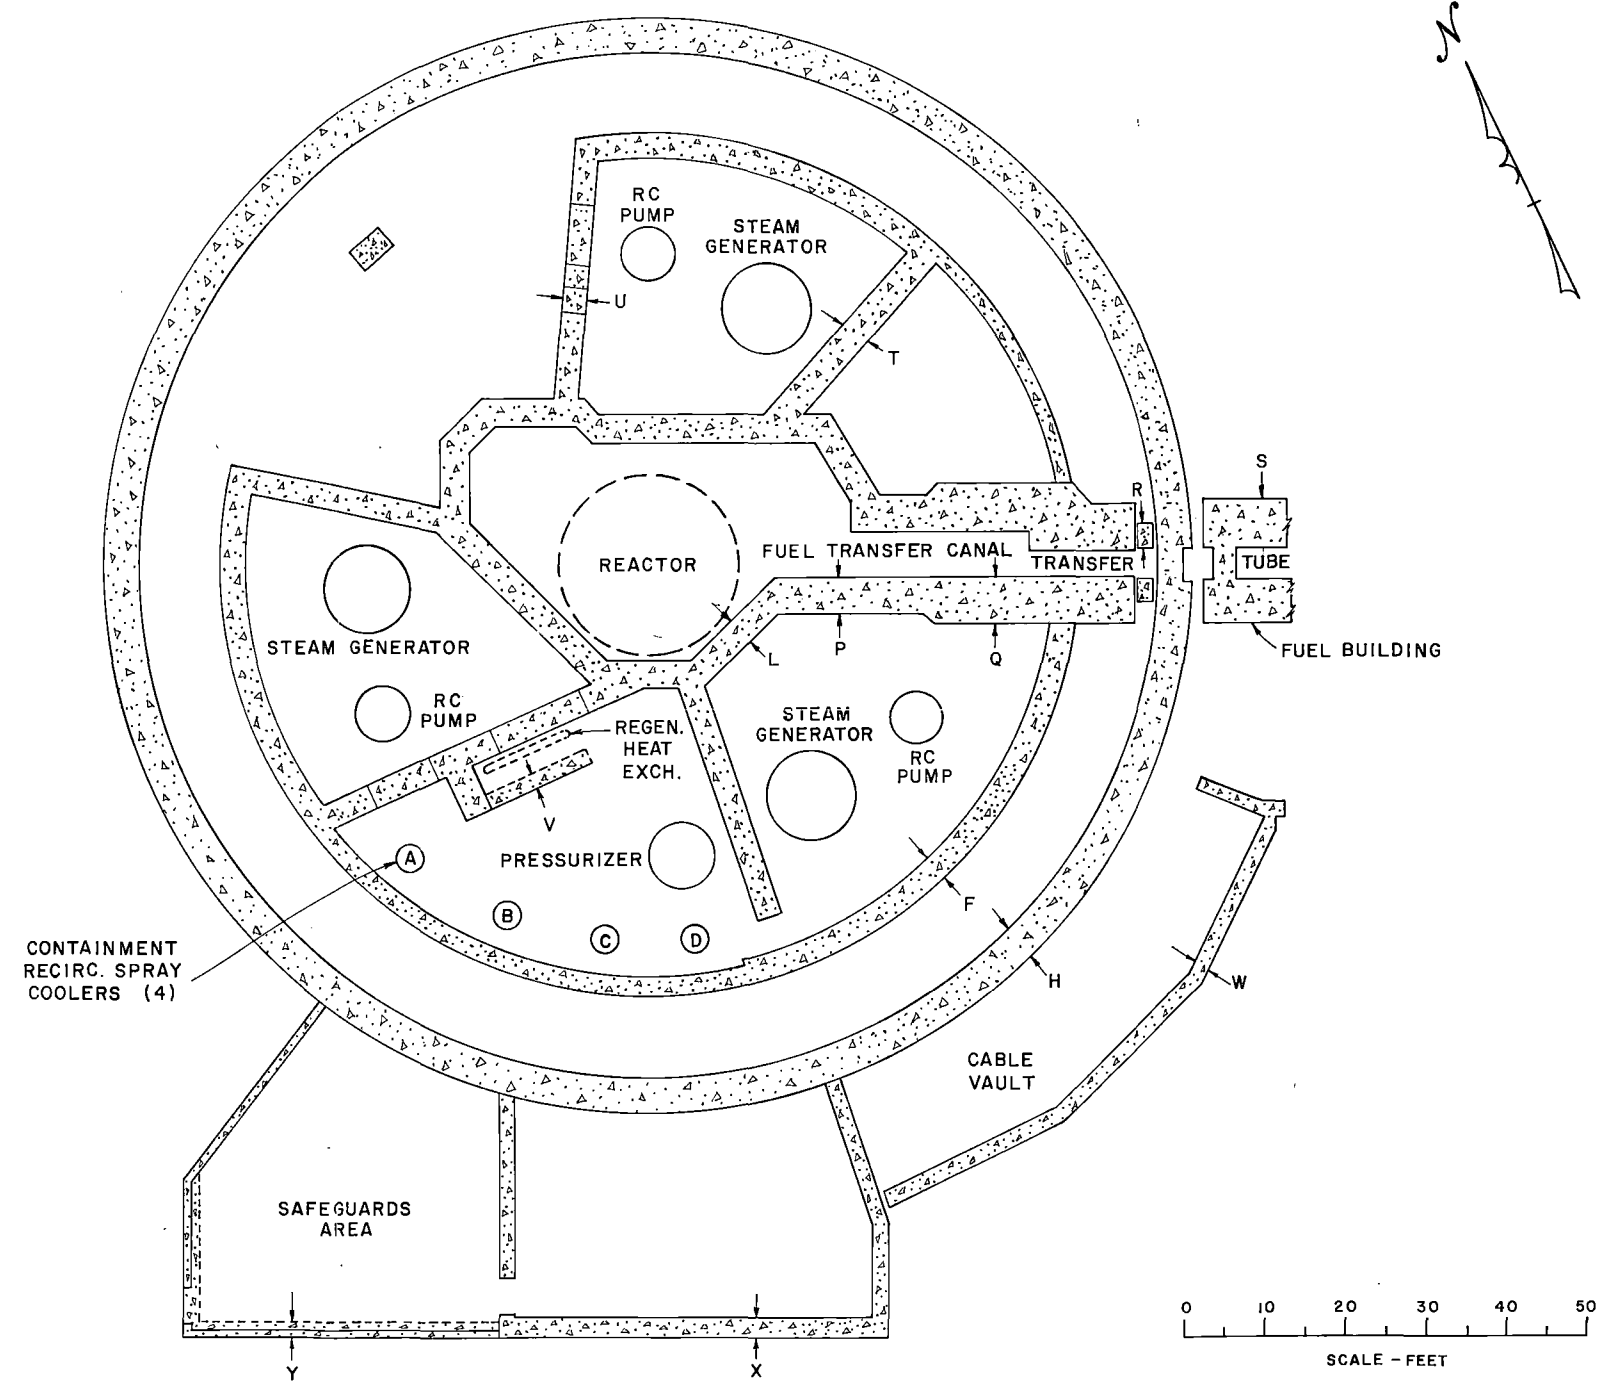 N
RC
PUMP
STEAM
GENERATOR
U
T
S
R
FUEL TRANSFER CANAL
TRANSFER
TUBE
REACTOR
FUEL BUILDING
L
P
Q
STEAM GENERATOR
RC
PUMP
REGEN.
HEAT
EXCH.
STEAM
GENERATOR
RC
PUMP
V
PRESSURIZER
A
B
C
D
F
H
W
CONTAINMENT
RECIRC. SPRAY
COOLERS (4)
CABLE
VAULT
SAFEGUARDS
AREA
Y
X
0 10 20 30 40 50
SCALE – FEET